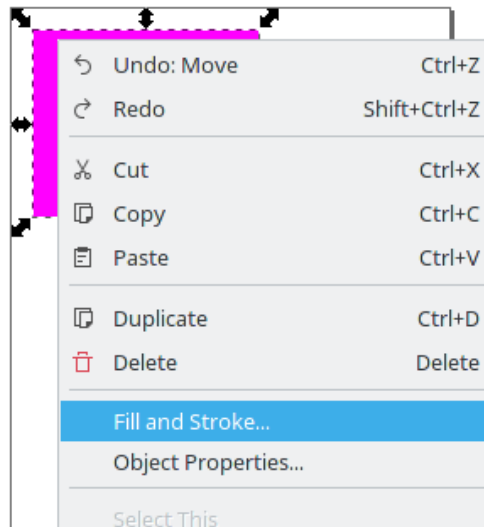 Undo: Move Ctrl+Z
Redo Shift+Ctrl+Z
Cut Ctrl+X
Copy Ctrl+C
Paste Ctrl+V
Duplicate Ctrl+D
Delete Delete
Fill and Stroke...
Object Properties...
Select This